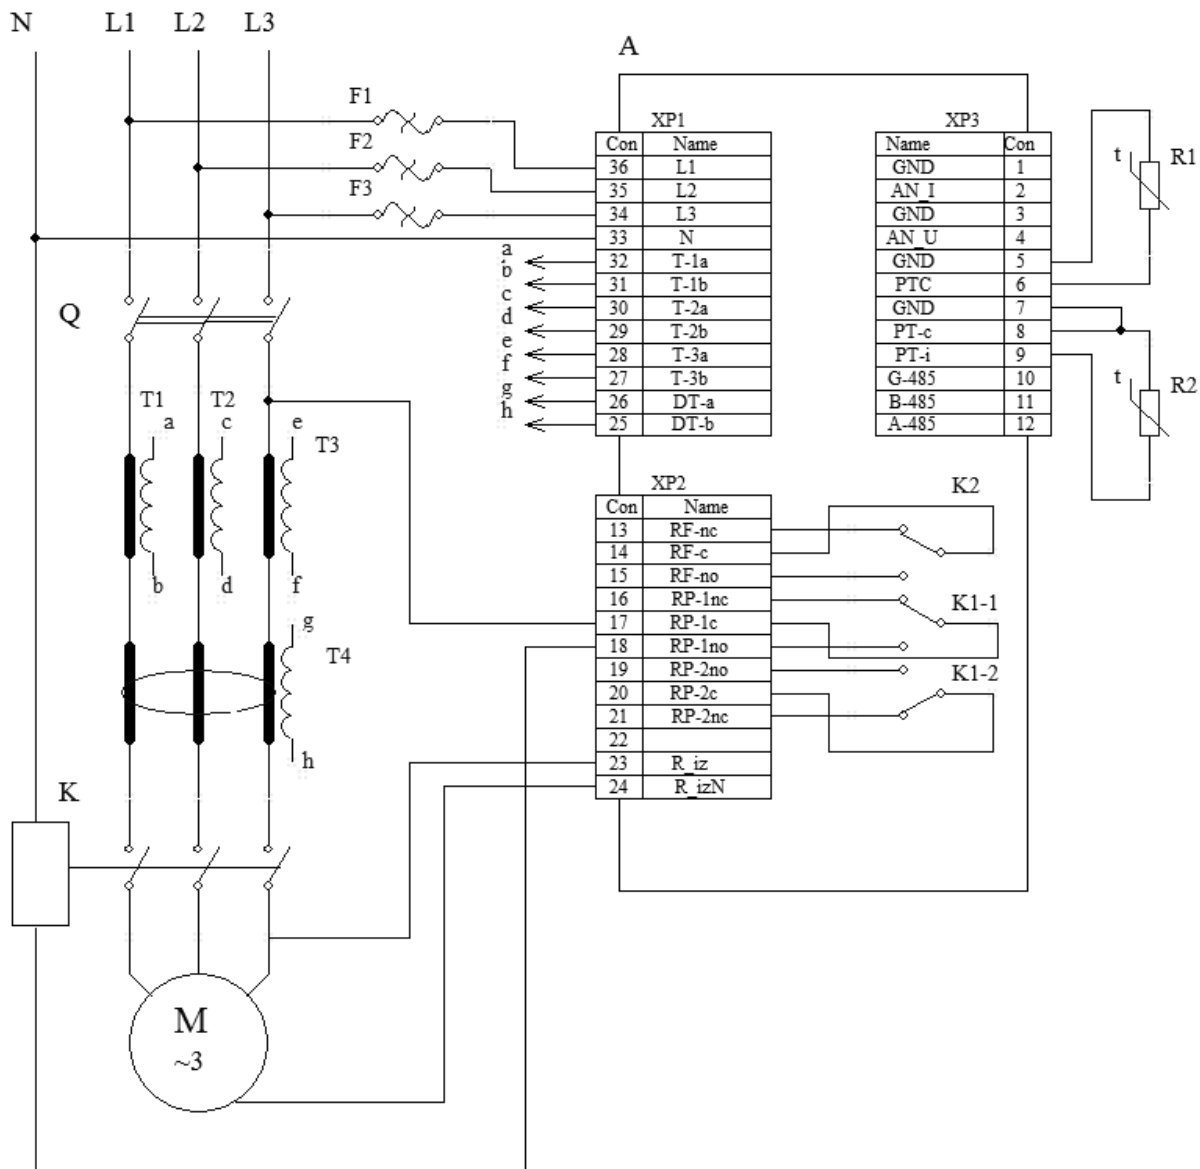 N L1 L2 L3
A
F1
F2
F3
XP1
Con Name
36 L1
35 L2
34 L3
33 N
32 T-1a
31 T-1b
30 T-2a
29 T-2b
28 T-3a
27 T-3b
26 DT-a
25 DT-b
a
b
c
d
e
f
g
h
XP3
Name Con
GND 1
AN_I 2
GND 3
AN_U 4
GND 5
PTC 6
GND 7
PT-c 8
PT-i 9
G-485 10
B-485 11
A-485 12
t R1
t R2
Q
T1 a
T2 c
e
T3
b d f
g
T4
h
XP2
Con Name
13 RF-nc
14 RF-c
15 RF-no
16 RP-1nc
17 RP-1c
18 RP-1no
19 RP-2no
20 RP-2c
21 RP-2nc
22
23 R_iz
24 R_izN
K2
K1-1
K1-2
K
M
~3